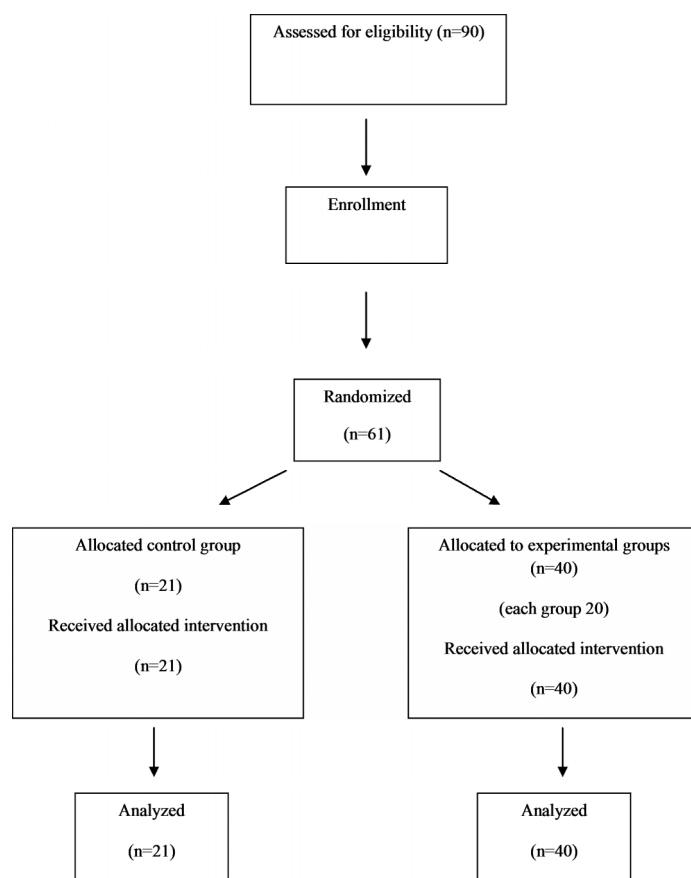 Assessed for eligibility (n=90)
Enrollment
Randomized
(n=61)
Allocated control group
(n=21)
Received allocated intervention
(n=21)
Allocated to experimental groups
(n=40)
(each group 20)
Received allocated intervention
(n=40)
Analyzed
(n=21)
Analyzed
(n=40)